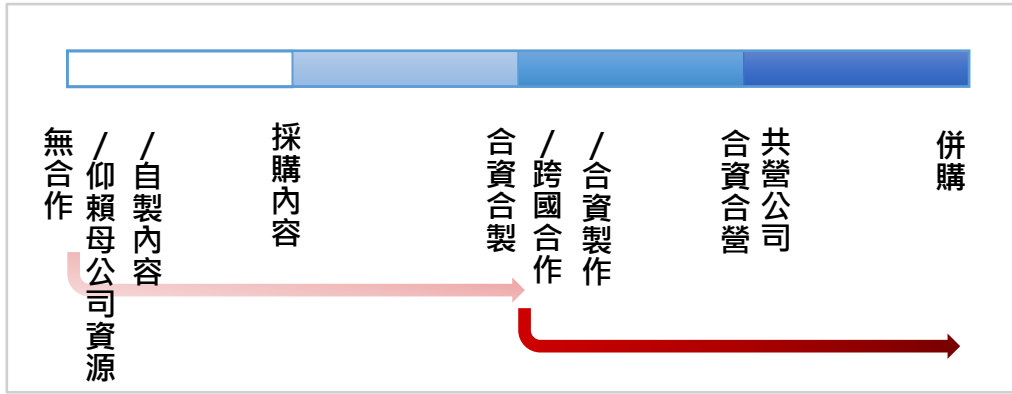 無合作
/仰賴母公司資源
/自製內容
採購內容
合資合製
/跨國合作
/合資製作
合資合營
共營公司
併購